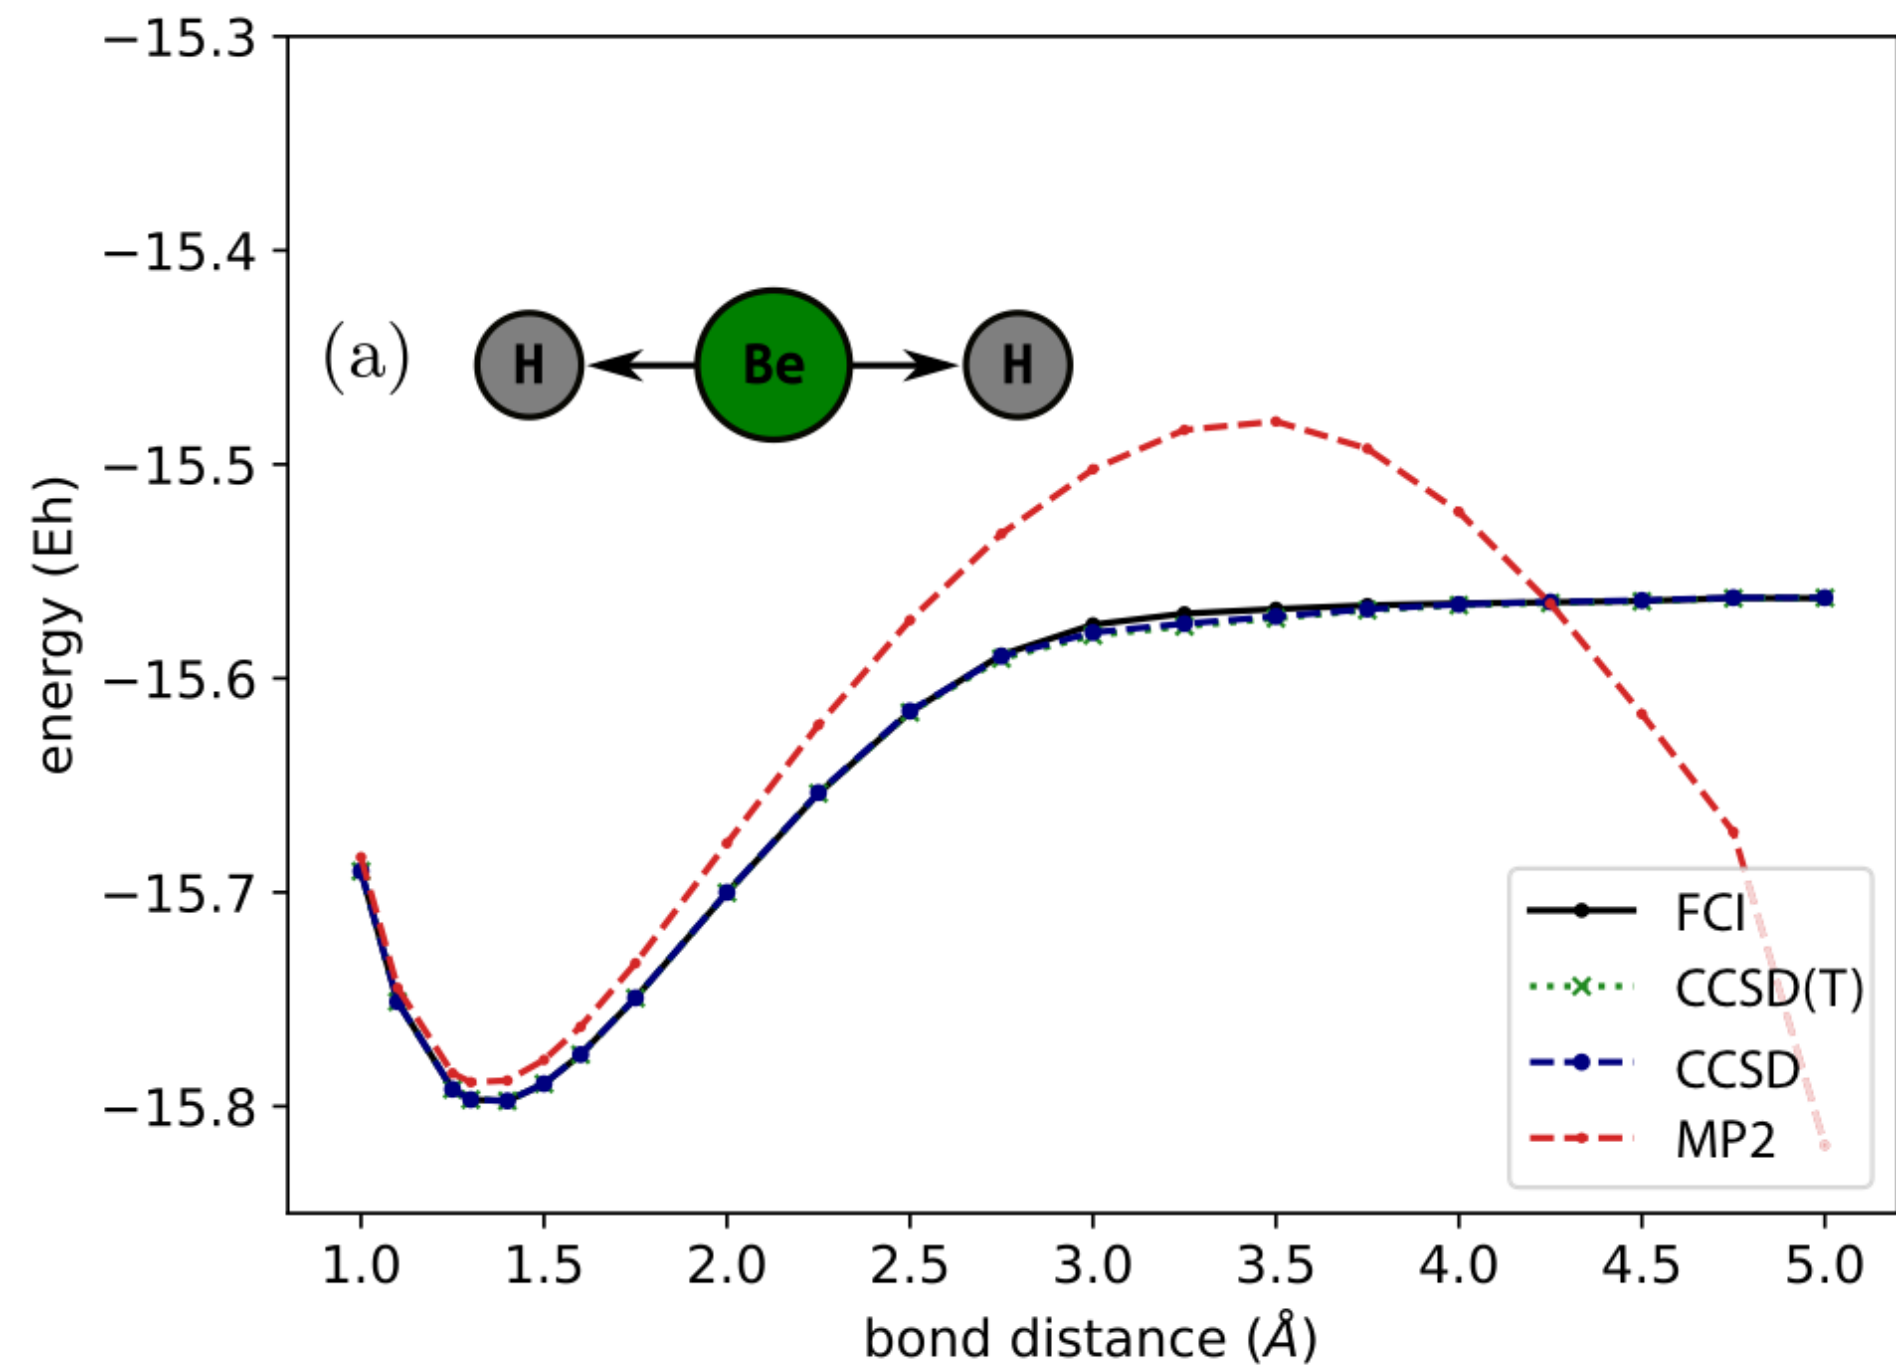 −15.3
−15.4
−15.5
−15.6
−15.7
−15.8
energy (Eh)
(a)
H
Be
H
FCI
CCSD(T)
CCSD
MP2
1.0 1.5 2.0 2.5 3.0 3.5 4.0 4.5 5.0
bond distance (Å)